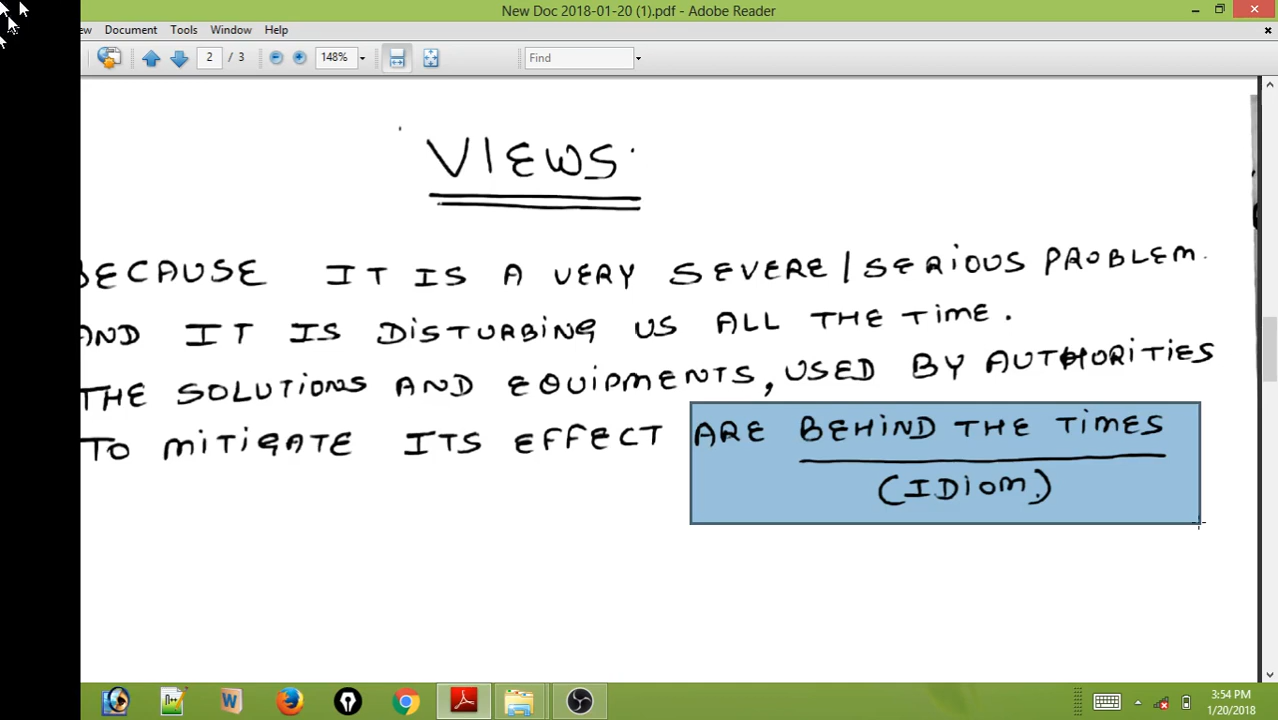 New Doc 2018-01-20 (1).pdf - Adobe Reader
ew Document Tools Window Help
2 / 3 148% Find
VIEWS.
BECAUSE IT IS A VERY SEVERE/SERIOUS PROBLEM.
AND IT IS DISTURBING US ALL THE TIME.
THE SOLUTIONS AND EQUIPMENTS, USED BY AUTHORITIES
TO MITIGATE ITS EFFECT ARE BEHIND THE TIMES
(IDIOM.)
3:54 PM
1/20/2018